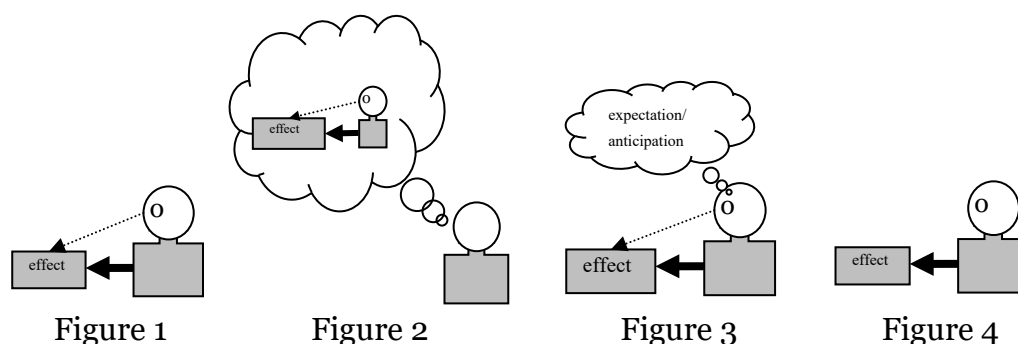 effect
Figure 1
effect
o
Figure 2
expectation/
anticipation
o
effect
Figure 3
o
effect
Figure 4
o